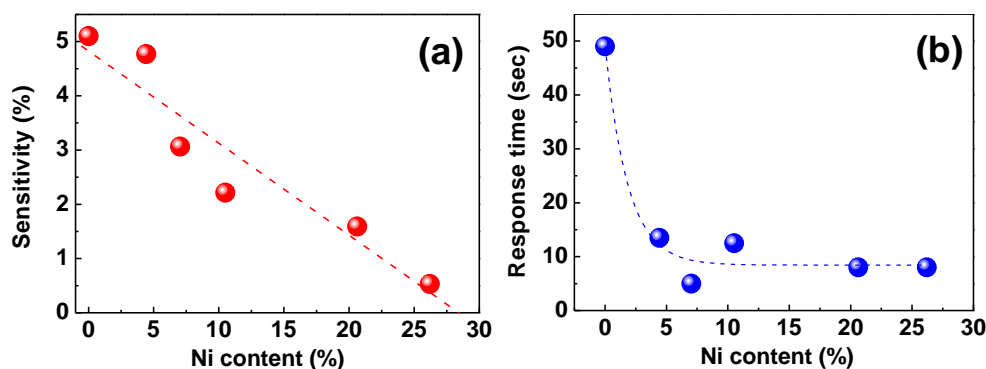 (a)
Sensitivity (%)
5
4
3
2
1
0
0 5 10 15 20 25 30
Ni content (%)
(b)
Response time (sec)
50
40
30
20
10
0
0 5 10 15 20 25 30
Ni content (%)